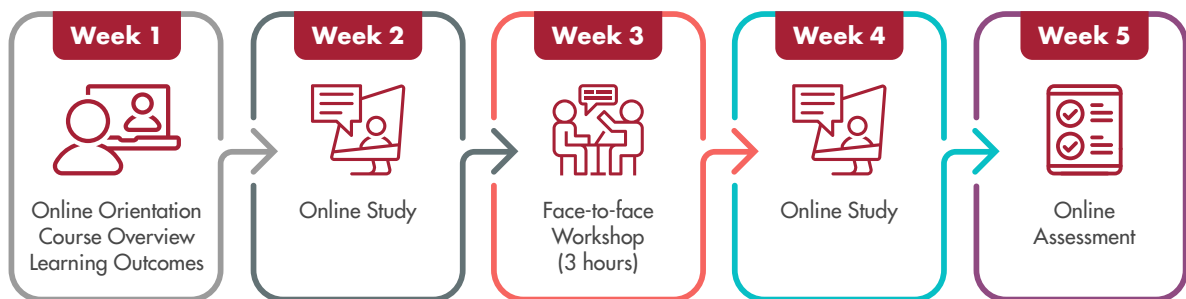 Week 1
Online Orientation
Course Overview
Learning Outcomes
Week 2
Online Study
Week 3
Face-to-face
Workshop
(3 hours)
Week 4
Online Study
Week 5
Online
Assessment